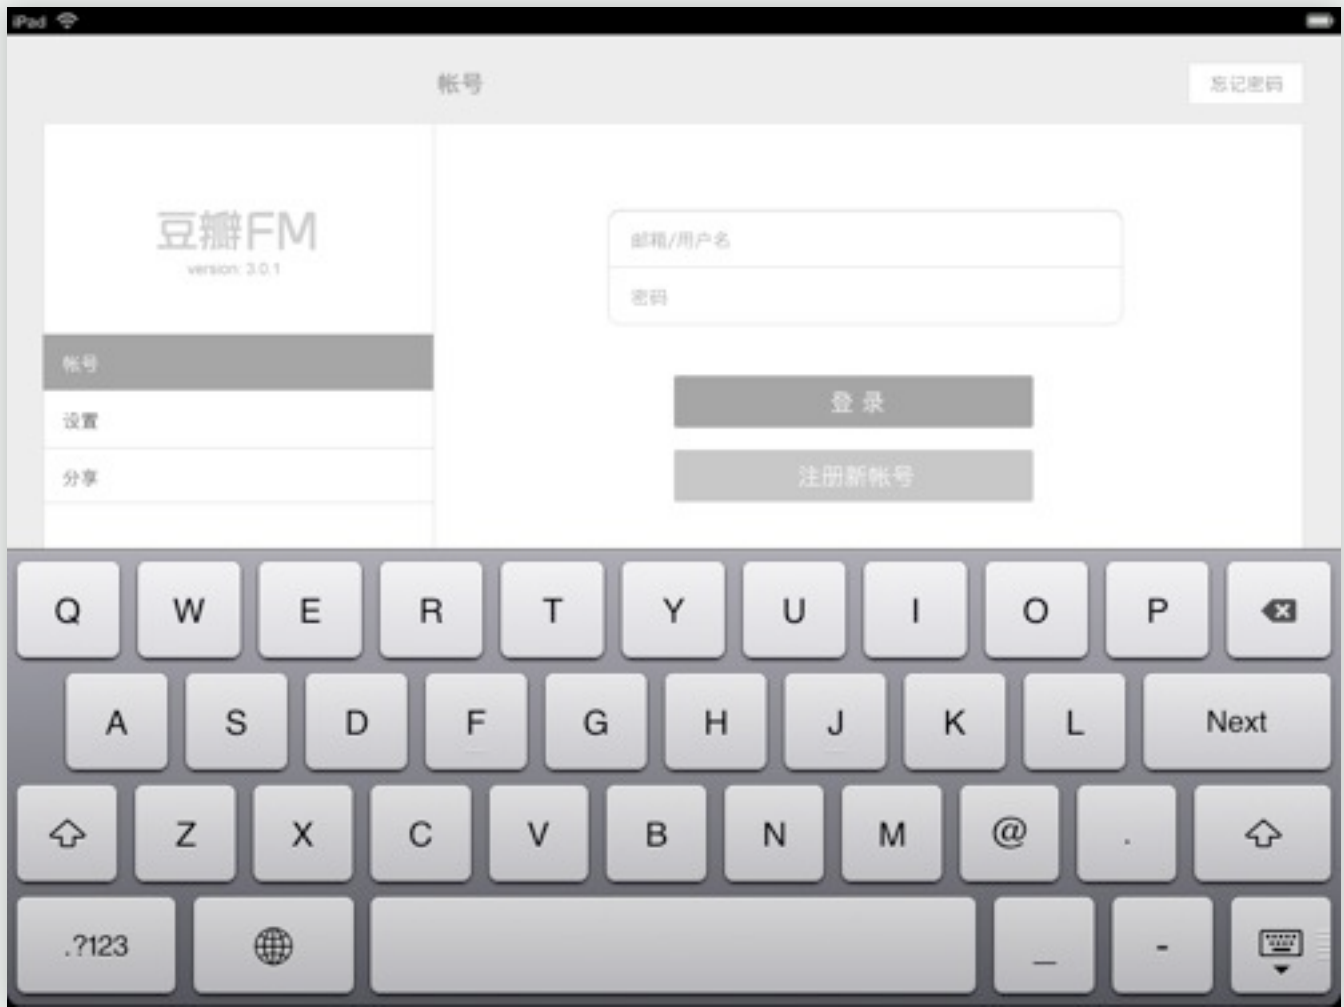 iPad
帐号
忘记密码
豆瓣FM
version: 3.0.1
邮箱/用户名
密码
帐号
登 录
设置
注册新帐号
分享
Q W E R T Y U I O P
A S D F G H J K L Next
Z X C V B N M @ .
.?123 _ -